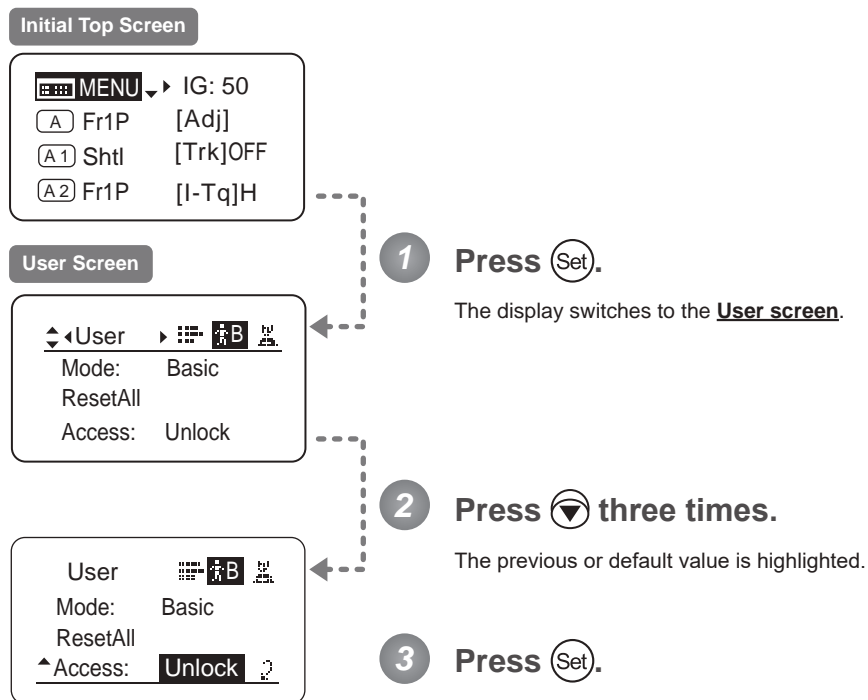 Initial Top Screen
MENU IG: 50
A Fr1P [Adj]
A1 Shtl [Trk]OFF
A2 Fr1P [I-Tq]H
1 Press Set.
The display switches to the User screen.
User Screen
User B
Mode: Basic
ResetAll
Access: Unlock
2 Press three times.
The previous or default value is highlighted.
User B
Mode: Basic
ResetAll
Access: Unlock
3 Press Set.